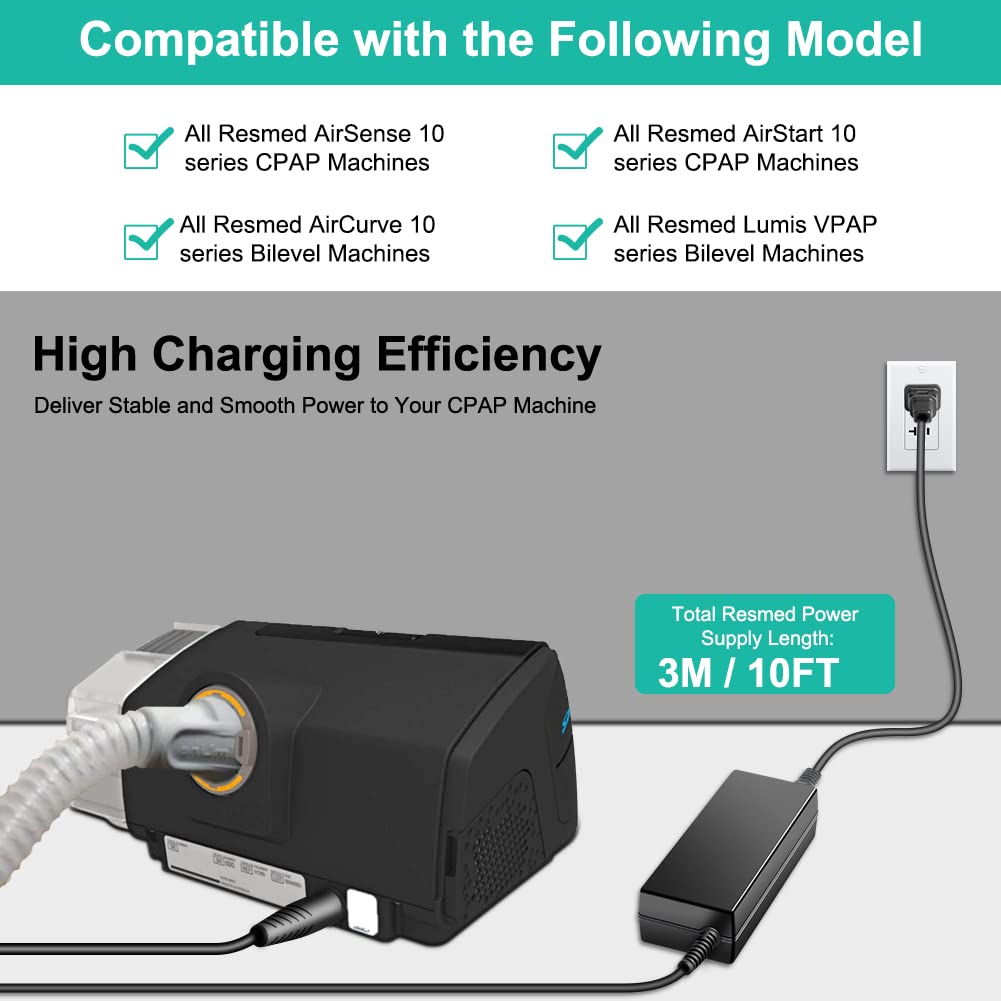 Compatible with the Following Model
All Resmed AirSense 10
series CPAP Machines
All Resmed AirStart 10
series CPAP Machines
All Resmed AirCurve 10
series Bilevel Machines
All Resmed Lumis VPAP
series Bilevel Machines
High Charging Efficiency
Deliver Stable and Smooth Power to Your CPAP Machine
Total Resmed Power
Supply Length:
3M / 10FT